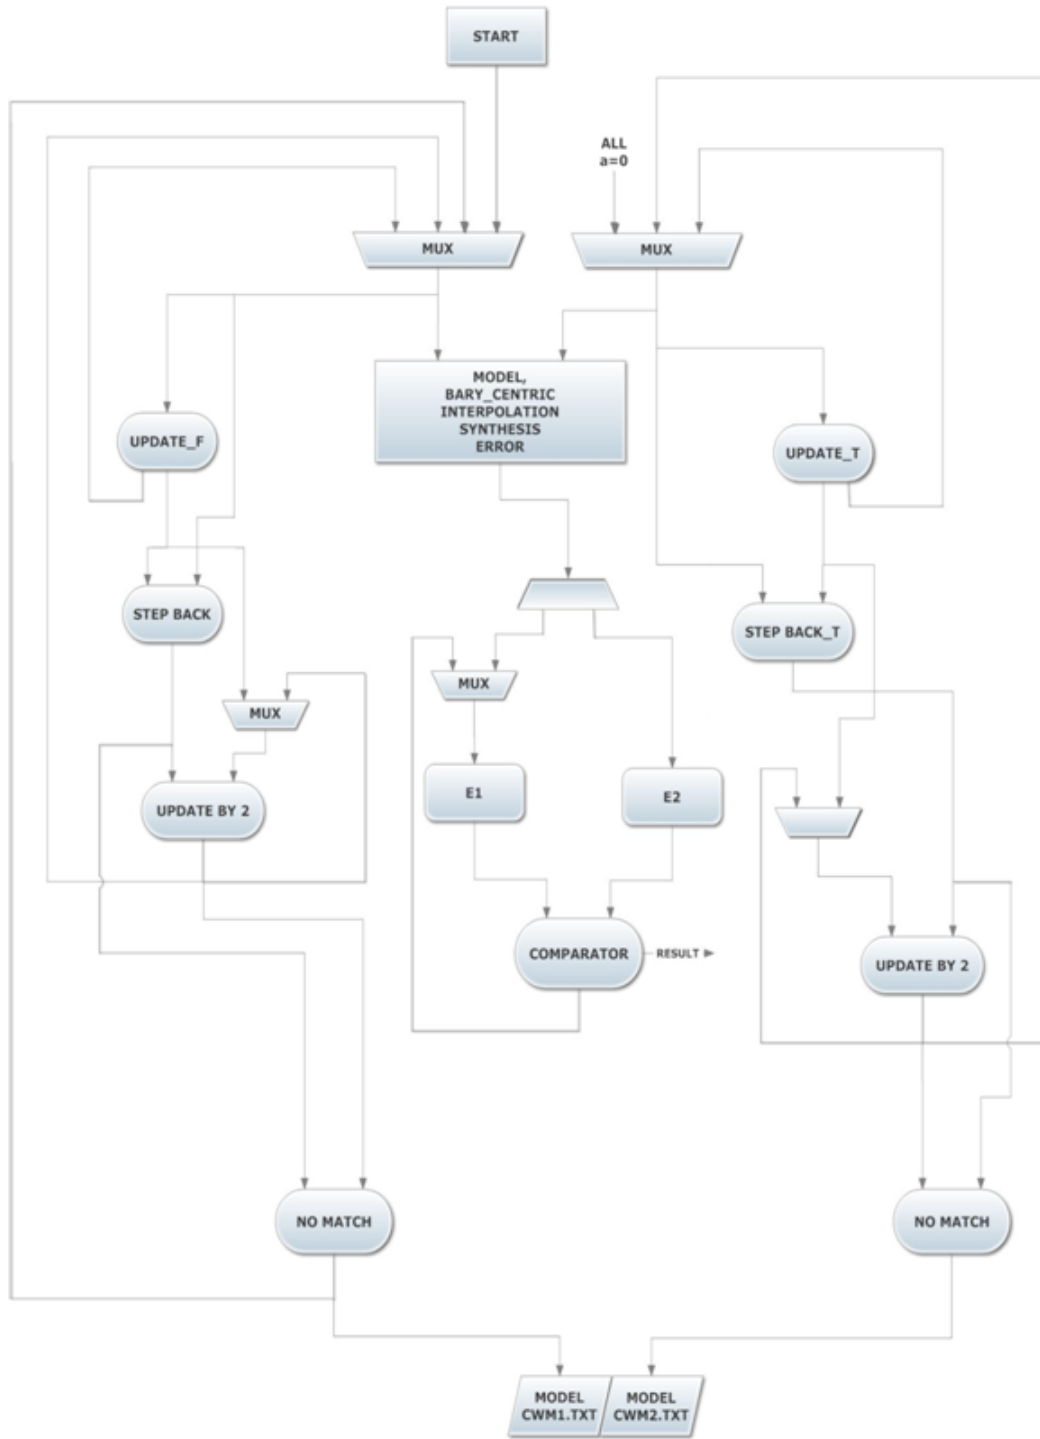 START
ALL
a=0
MUX
MUX
MODEL,
BARY_CENTRIC
INTERPOLATION
SYNTHESIS
ERROR
UPDATE_F
UPDATE_T
STEP BACK
STEP BACK_T
MUX
MUX
E1
E2
UPDATE BY 2
COMPARATOR
RESULT
UPDATE BY 2
NO MATCH
NO MATCH
MODEL
CWM1.TXT
MODEL
CWM2.TXT